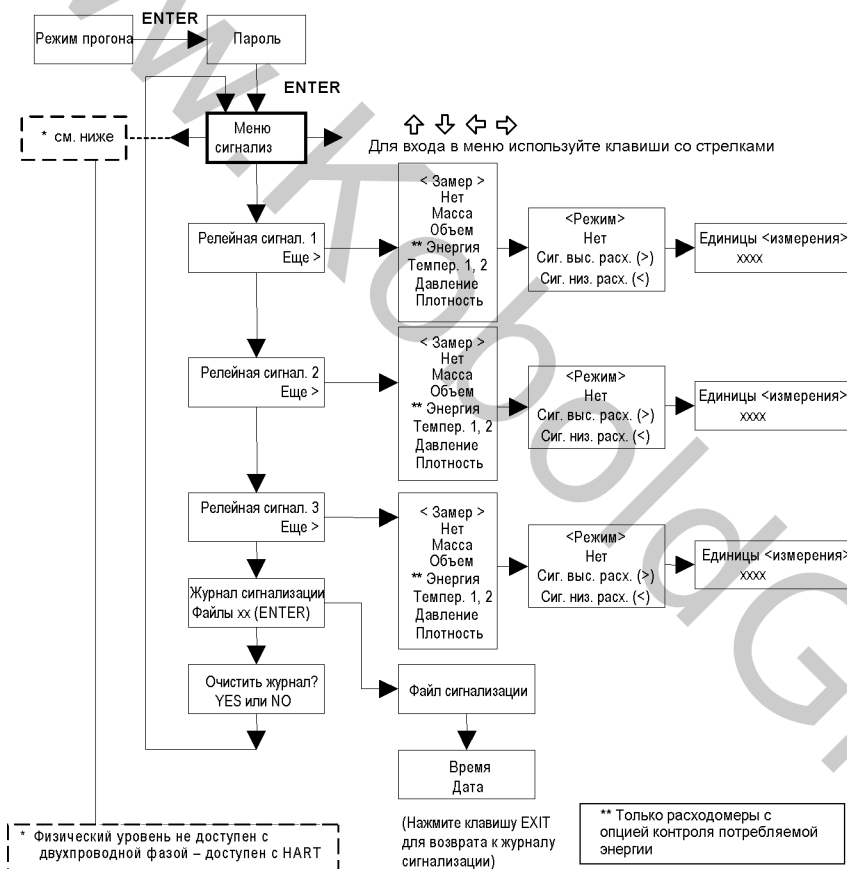 ENTER
Режим прогона
Пароль
ENTER
* см. ниже
Меню
сигнализ
Для входа в меню используйте клавиши со стрелками
Релейная сигнал. 1
Еще >
< Замер >
Нет
Масса
Объем
** Энергия
Темпер. 1, 2
Давление
Плотность
<Режим>
Нет
Сиг. выс. расх. (>)
Сиг. низ. расх. (<)
Единицы <измерения>
xxxx
Релейная сигнал. 2
Еще >
< Замер >
Нет
Масса
Объем
** Энергия
Темпер. 1, 2
Давление
Плотность
<Режим>
Нет
Сиг. выс. расх. (>)
Сиг. низ. расх. (<)
Единицы <измерения>
xxxx
Релейная сигнал. 3
Еще >
< Замер >
Нет
Масса
Объем
** Энергия
Темпер. 1, 2
Давление
Плотность
<Режим>
Нет
Сиг. выс. расх. (>)
Сиг. низ. расх. (<)
Единицы <измерения>
xxxx
Журнал сигнализации
Файлы xx (ENTER)
Очистить журнал?
YES или NO
Файл сигнализации
Время
Дата
(Нажмите клавишу EXIT
для возврата к журналу
сигнализации)
* Физический уровень не доступен с
двухпроводной фазой – доступен с HART
** Только расходомеры с
опцией контроля потребляемой
энергии